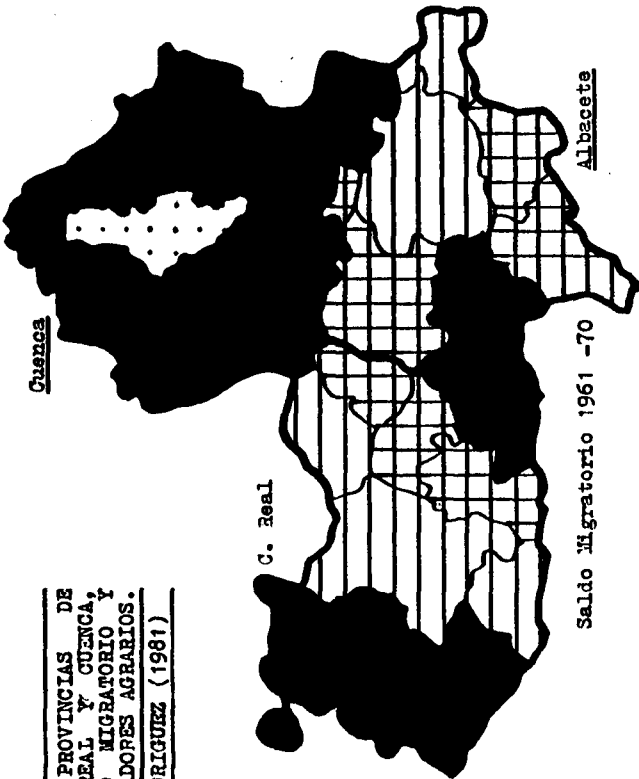 PROVINCIAS DE
REAL Y CUENCA,
MIGRATORIO Y
DORES AGRARIOS.
RIGUEZ (1981)
Cuenca
C. Real
Albacete
Saldo Migratorio 1961 -70